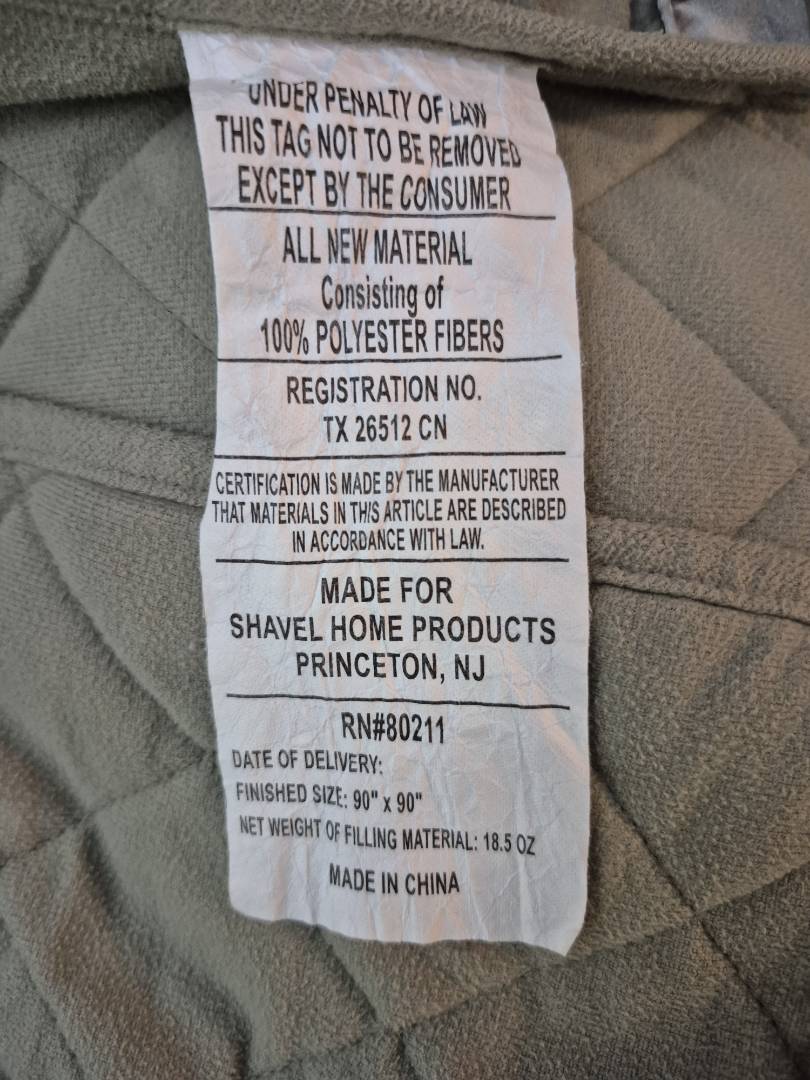 UNDER PENALTY OF LAW
THIS TAG NOT TO BE REMOVED
EXCEPT BY THE CONSUMER
ALL NEW MATERIAL
Consisting of
100% POLYESTER FIBERS
REGISTRATION NO.
TX 26512 CN
CERTIFICATION IS MADE BY THE MANUFACTURER
THAT MATERIALS IN THIS ARTICLE ARE DESCRIBED
IN ACCORDANCE WITH LAW.
MADE FOR
SHAVEL HOME PRODUCTS
PRINCETON, NJ
RN#80211
DATE OF DELIVERY:
FINISHED SIZE: 90" x 90"
NET WEIGHT OF FILLING MATERIAL: 18.5 OZ
MADE IN CHINA